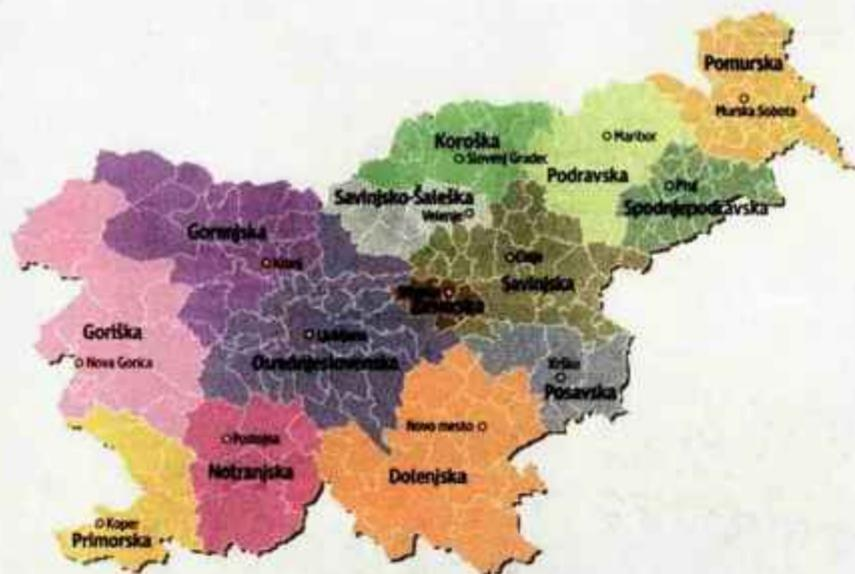 Pomurska
Murska Sobota
Maribor
Koroška
Slovenj Gradec
Podravska
Ptuj
Spodnjepodravska
Savinjsko-Šaleška
Velenje
Gorenjska
Kranj
Celje
Savinjska
Zasavska
Goriška
Nova Gorica
Ljubljana
Osrednjeslovenska
Krško
Posavska
Novo mesto
Postojna
Notranjska
Dolenjska
Koper
Primorska